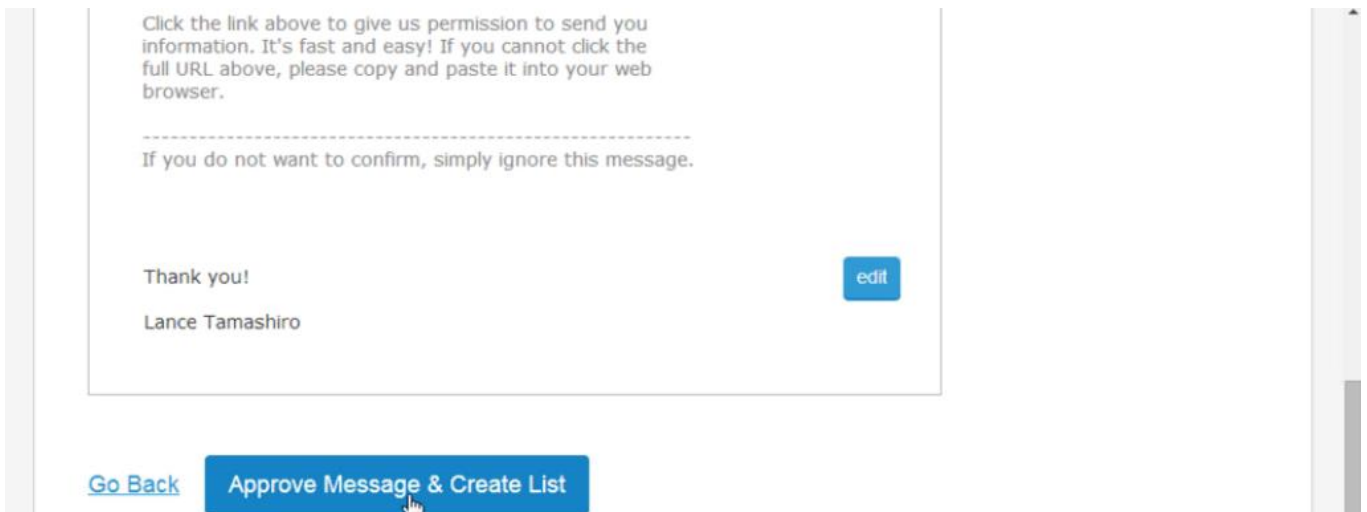 Click the link above to give us permission to send you
information. It's fast and easy! If you cannot click the
full URL above, please copy and paste it into your web
browser.
------------------------------------------------------------
If you do not want to confirm, simply ignore this message.
Thank you!
edit
Lance Tamashiro
Go Back
Approve Message & Create List